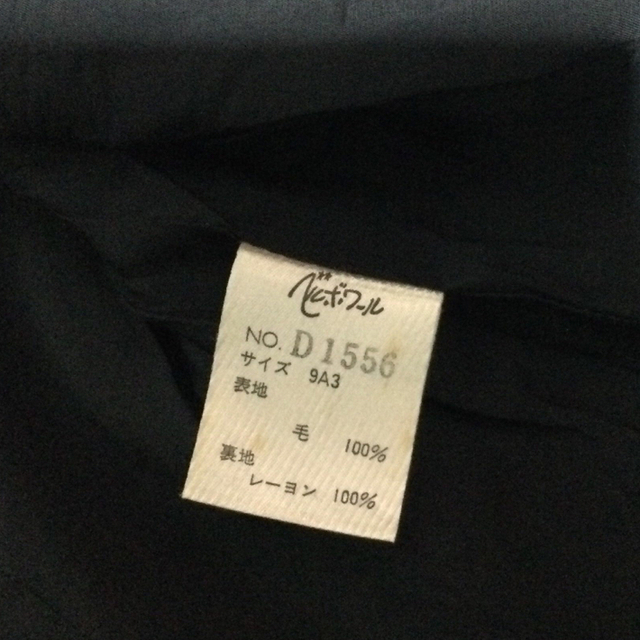 ベビ・ボ・ワール
NO. D1556
サイズ 9A3
表地
毛 100%
裏地
レーヨン 100%